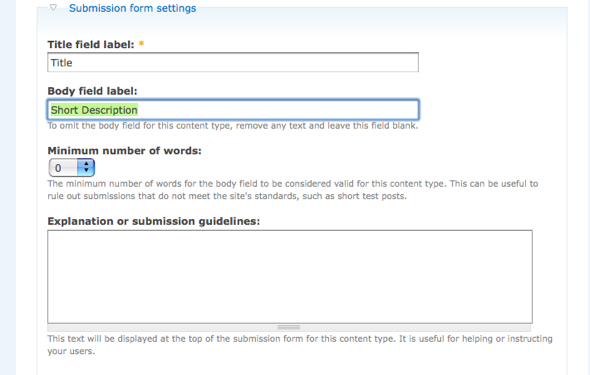 Submission form settings
Title field label: *
Title
Body field label:
Short Description
To omit the body field for this content type, remove any text and leave this field blank.
Minimum number of words:
0
The minimum number of words for the body field to be considered valid for this content type. This can be useful to
rule out submissions that do not meet the site's standards, such as short test posts.
Explanation or submission guidelines:
This text will be displayed at the top of the submission form for this content type. It is useful for helping or instructing
your users.